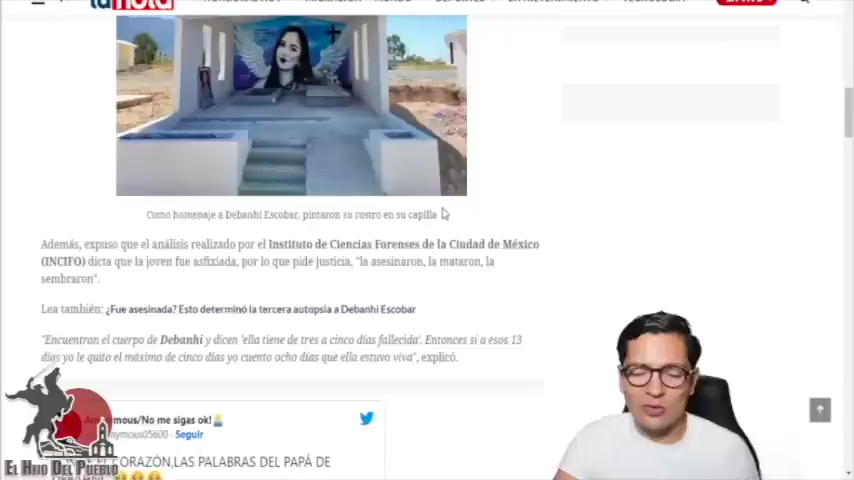 la nota
Como homenaje a Debanhi Escobar, pintaron su rostro en su capilla
Además, expuso que el análisis realizado por el Instituto de Ciencias Forenses de la Ciudad de México
(INCIFO) dicta que la joven fue asfixiada, por lo que pide justicia, "la asesinaron, la mataron, la
sembraron".
Lea también: ¿Fue asesinada? Esto determinó la tercera autopsia a Debanhi Escobar
"Encuentran el cuerpo de Debanhi y dicen 'ella tiene de tres a cinco días fallecida'. Entonces si a esos 13
días yo le quito el máximo de cinco días yo cuento ocho días que ella estuvo viva", explicó.
/No me sigas ok!
nymous05600 · Seguir
CORAZÓN,LAS PALABRAS DEL PAPÁ DE
EL HIJO DEL PUEBLO